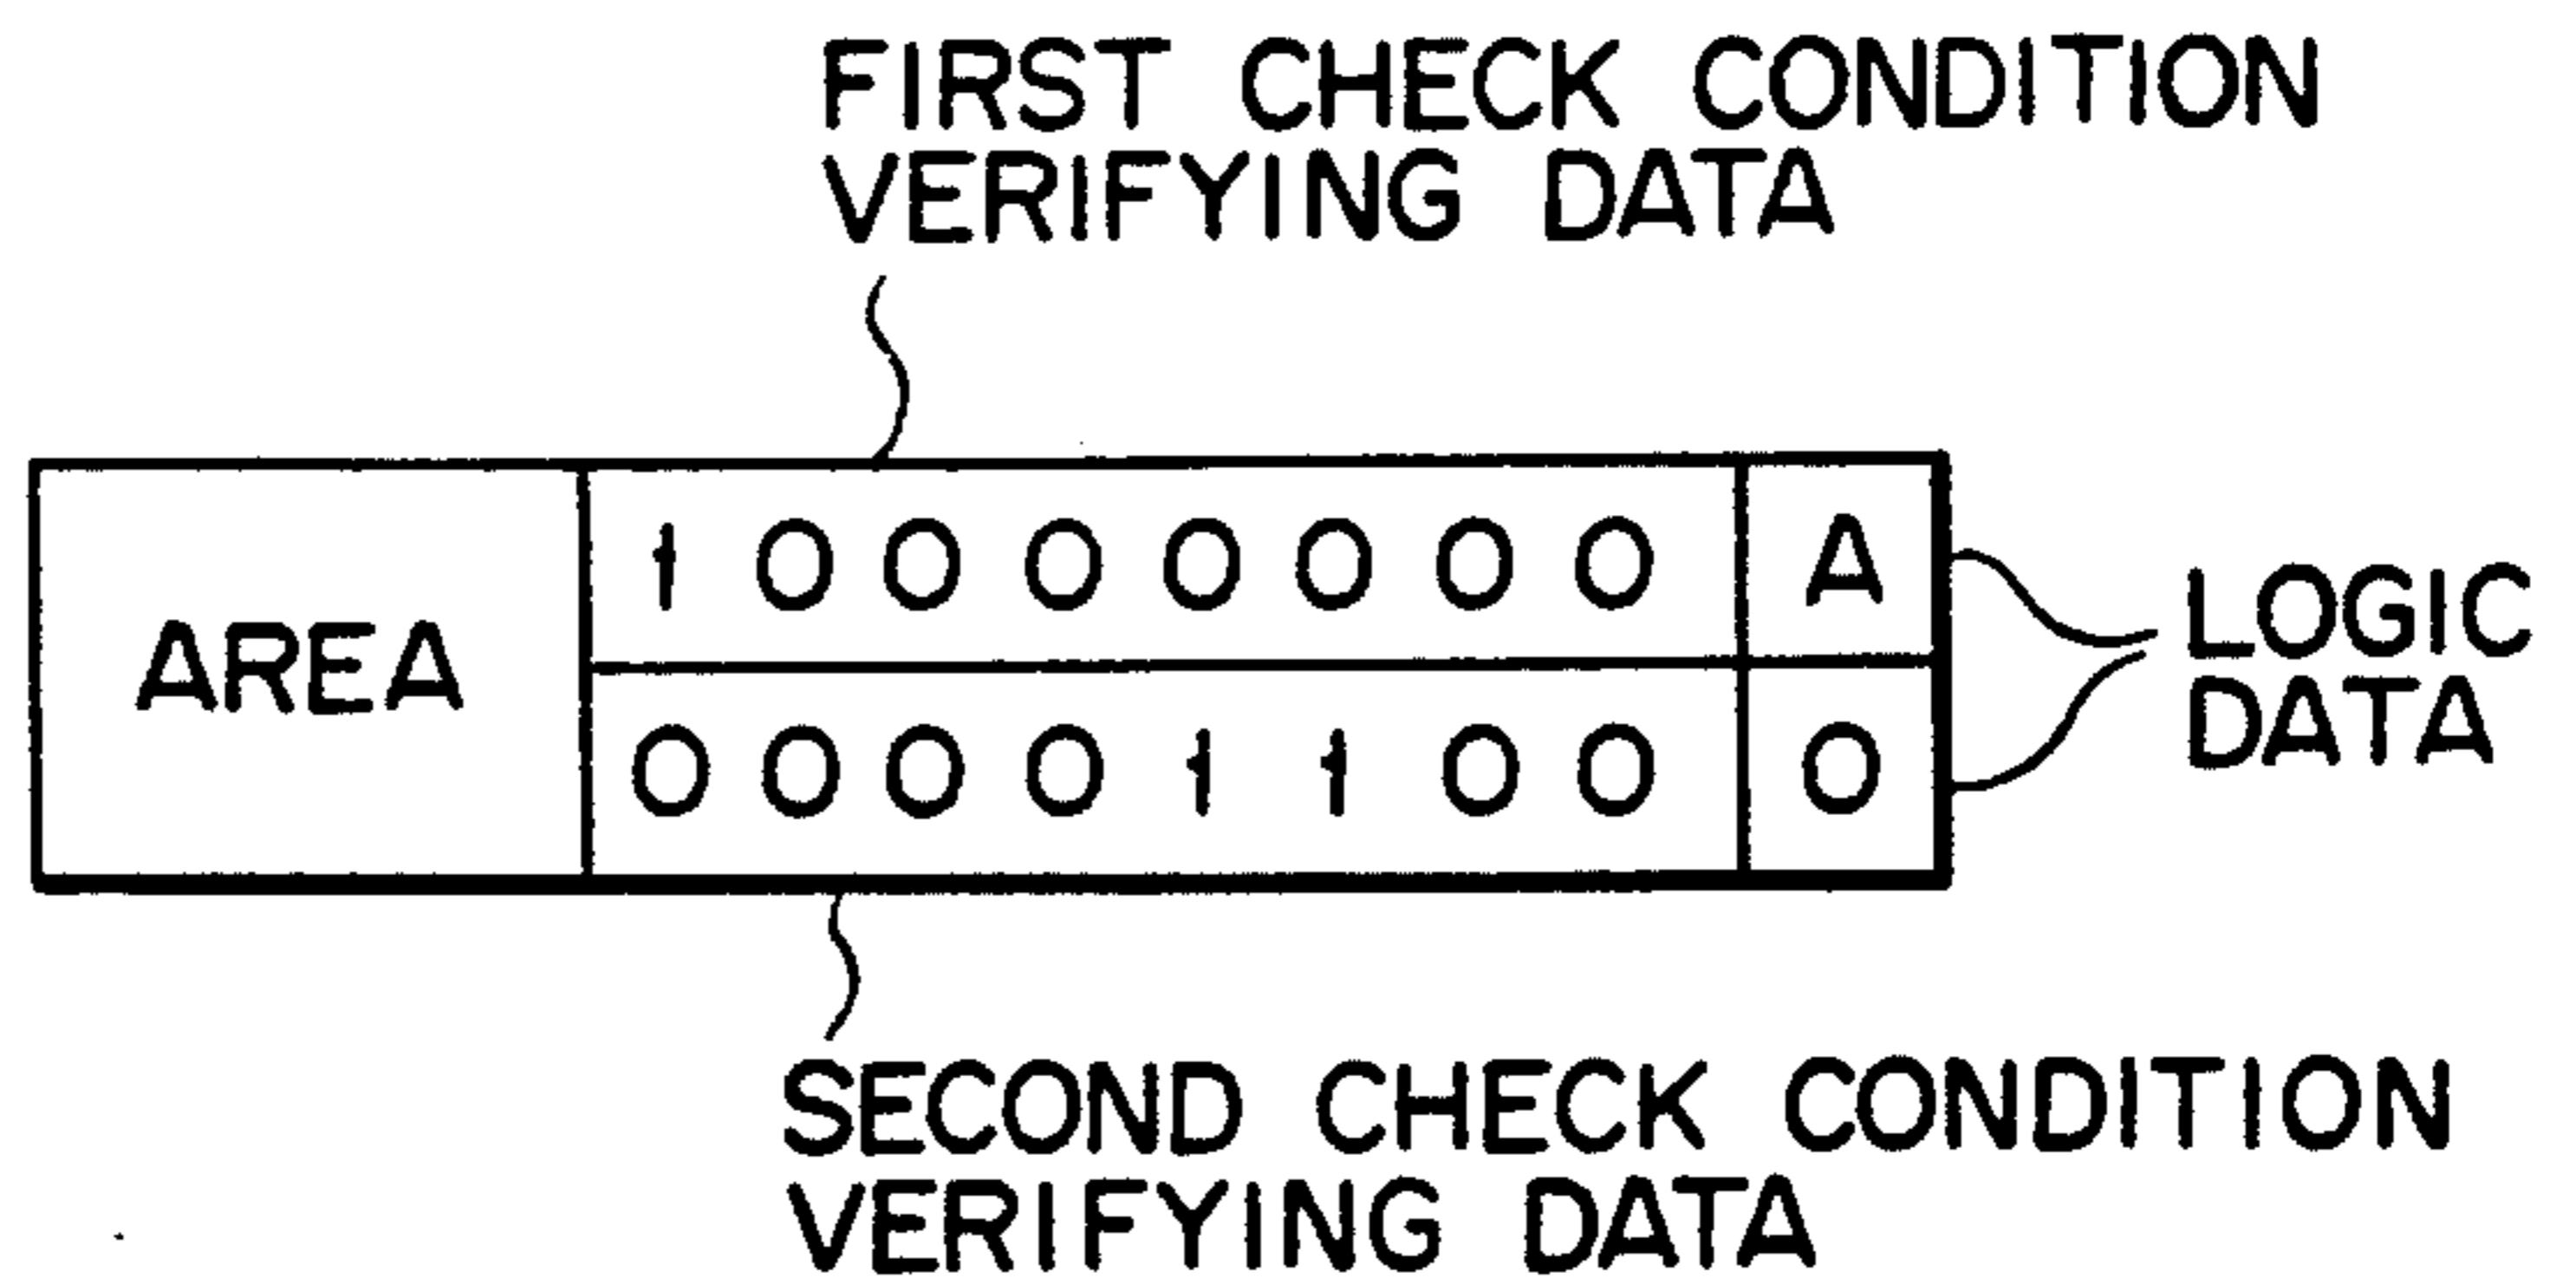 FIRST CHECK CONDITION
VERIFYING DATA
AREA
1 0 0 0 0 0 0 0 A
0 0 0 0 1 1 0 0 O
LOGIC
DATA
SECOND CHECK CONDITION
VERIFYING DATA